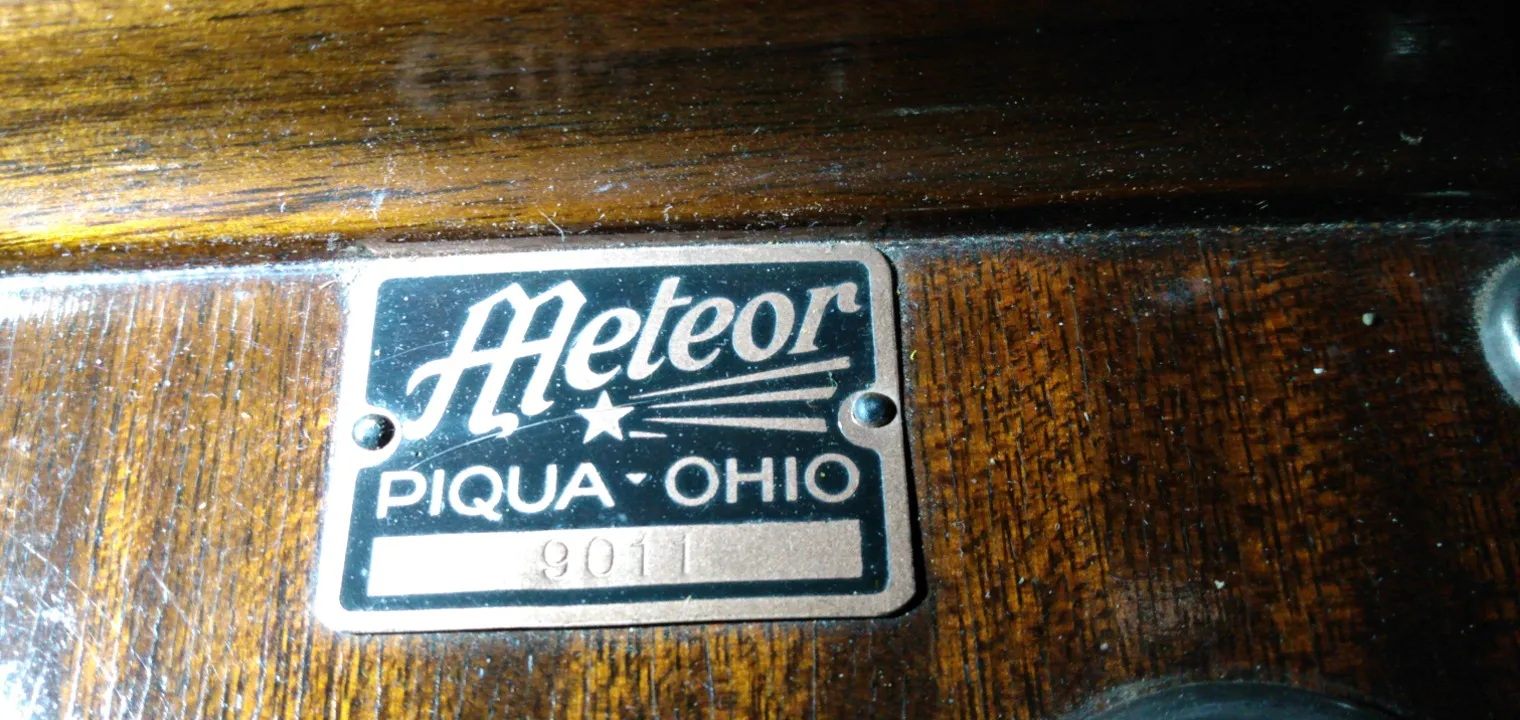 Meteor
PIQUA - OHIO
9011